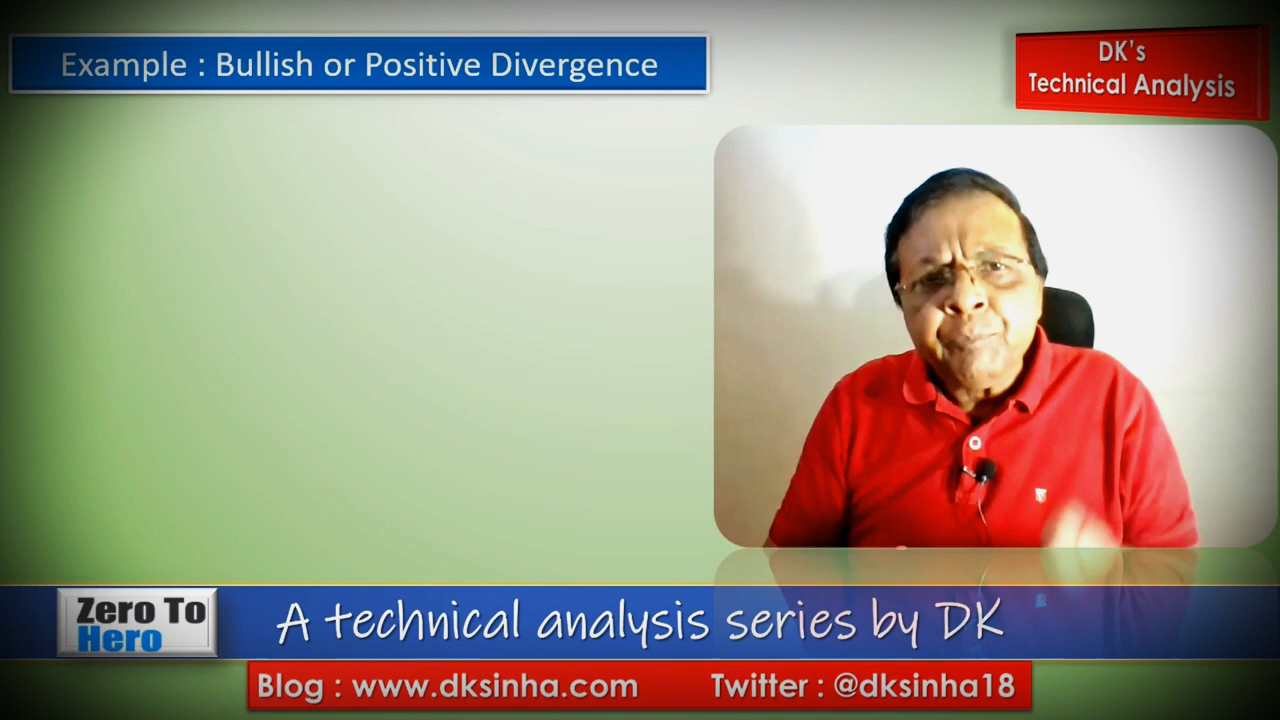 Example : Bullish or Positive Divergence
DK's
Technical Analysis
Zero To
Hero
A technical analysis series by DK
Blog : www.dksinha.com Twitter : @dksinha18